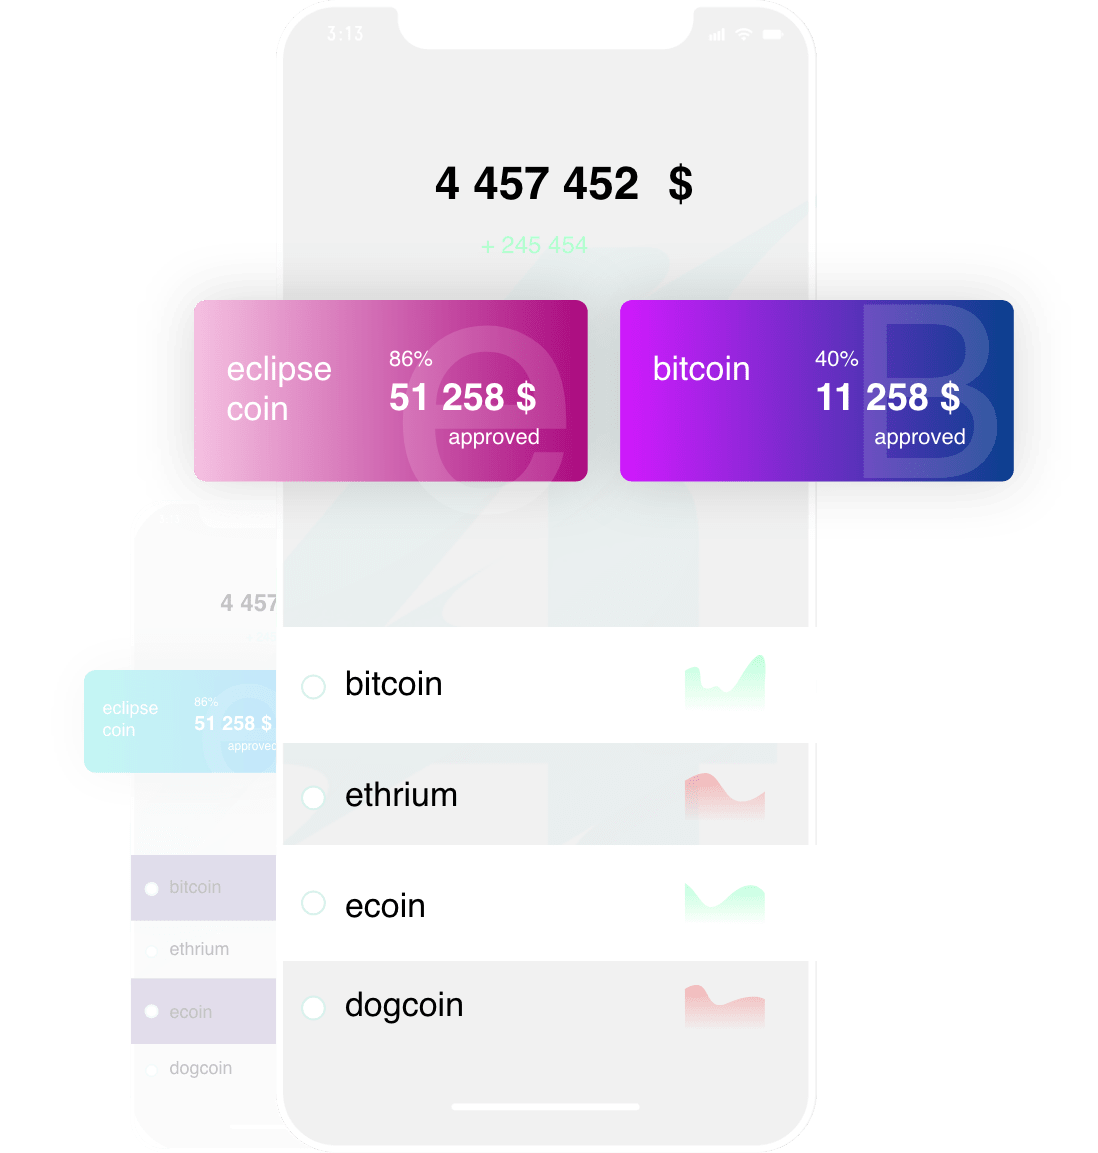 3:13
4 457 452 $
+ 245 454
eclipse
coin
86%
51 258 $
approved
e
bitcoin
40%
11 258 $
approved
B
bitcoin
ethrium
ecoin
dogcoin
4 457
eclipse
coin
86%
51 258 $
approved
e
bitcoin
ethrium
ecoin
dogcoin